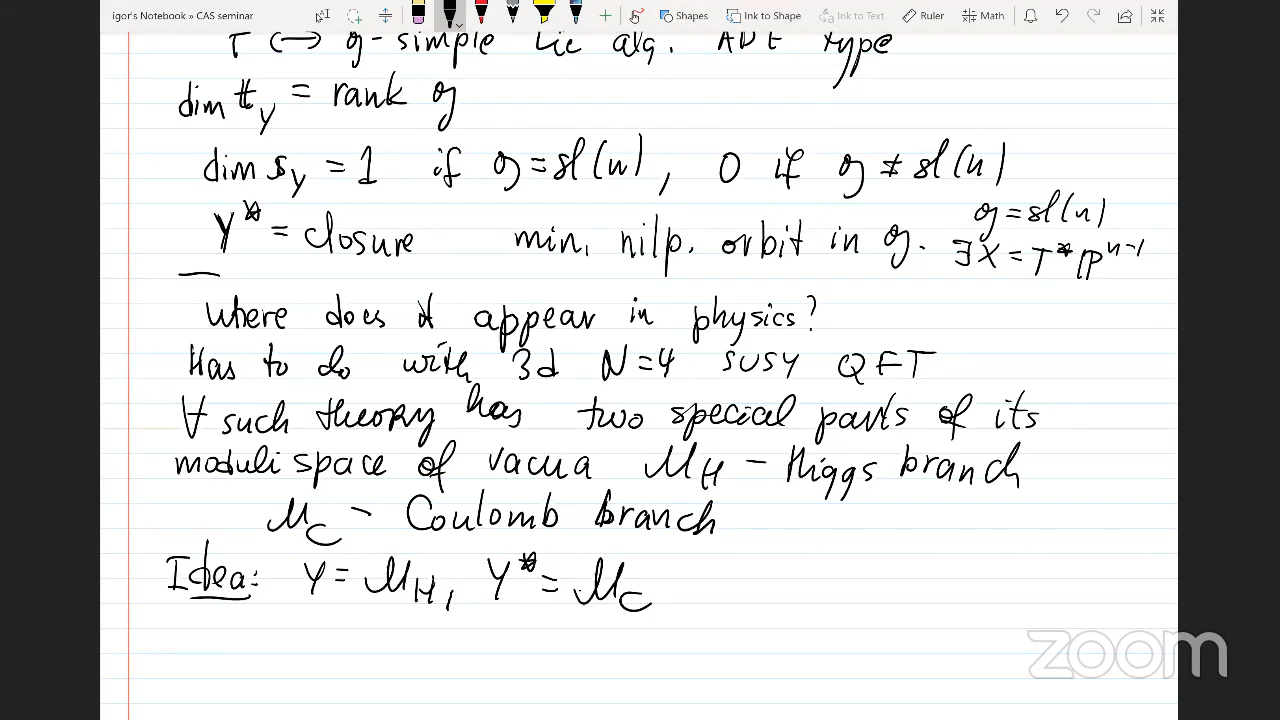 igor's Notebook » CAS seminar
Shapes Ink to Shape Ink to Text Ruler Math
Γ ↔ g-simple Lie alg. ADE type
dim t_Y = rank g
dim s_Y = 1 if g = sl(n), 0 if g ≠ sl(n)
Y* = closure min. nilp. orbit in g.
g = sl(n)
∃ X = T* P^{n-1}
where does it appear in physics?
Has to do with 3d N=4 SUSY QFT
∀ such theory has two special parts of its
moduli space of vacua M_H – Higgs branch
M_C – Coulomb branch
Idea: Y = M_H, Y* = M_C
zoom